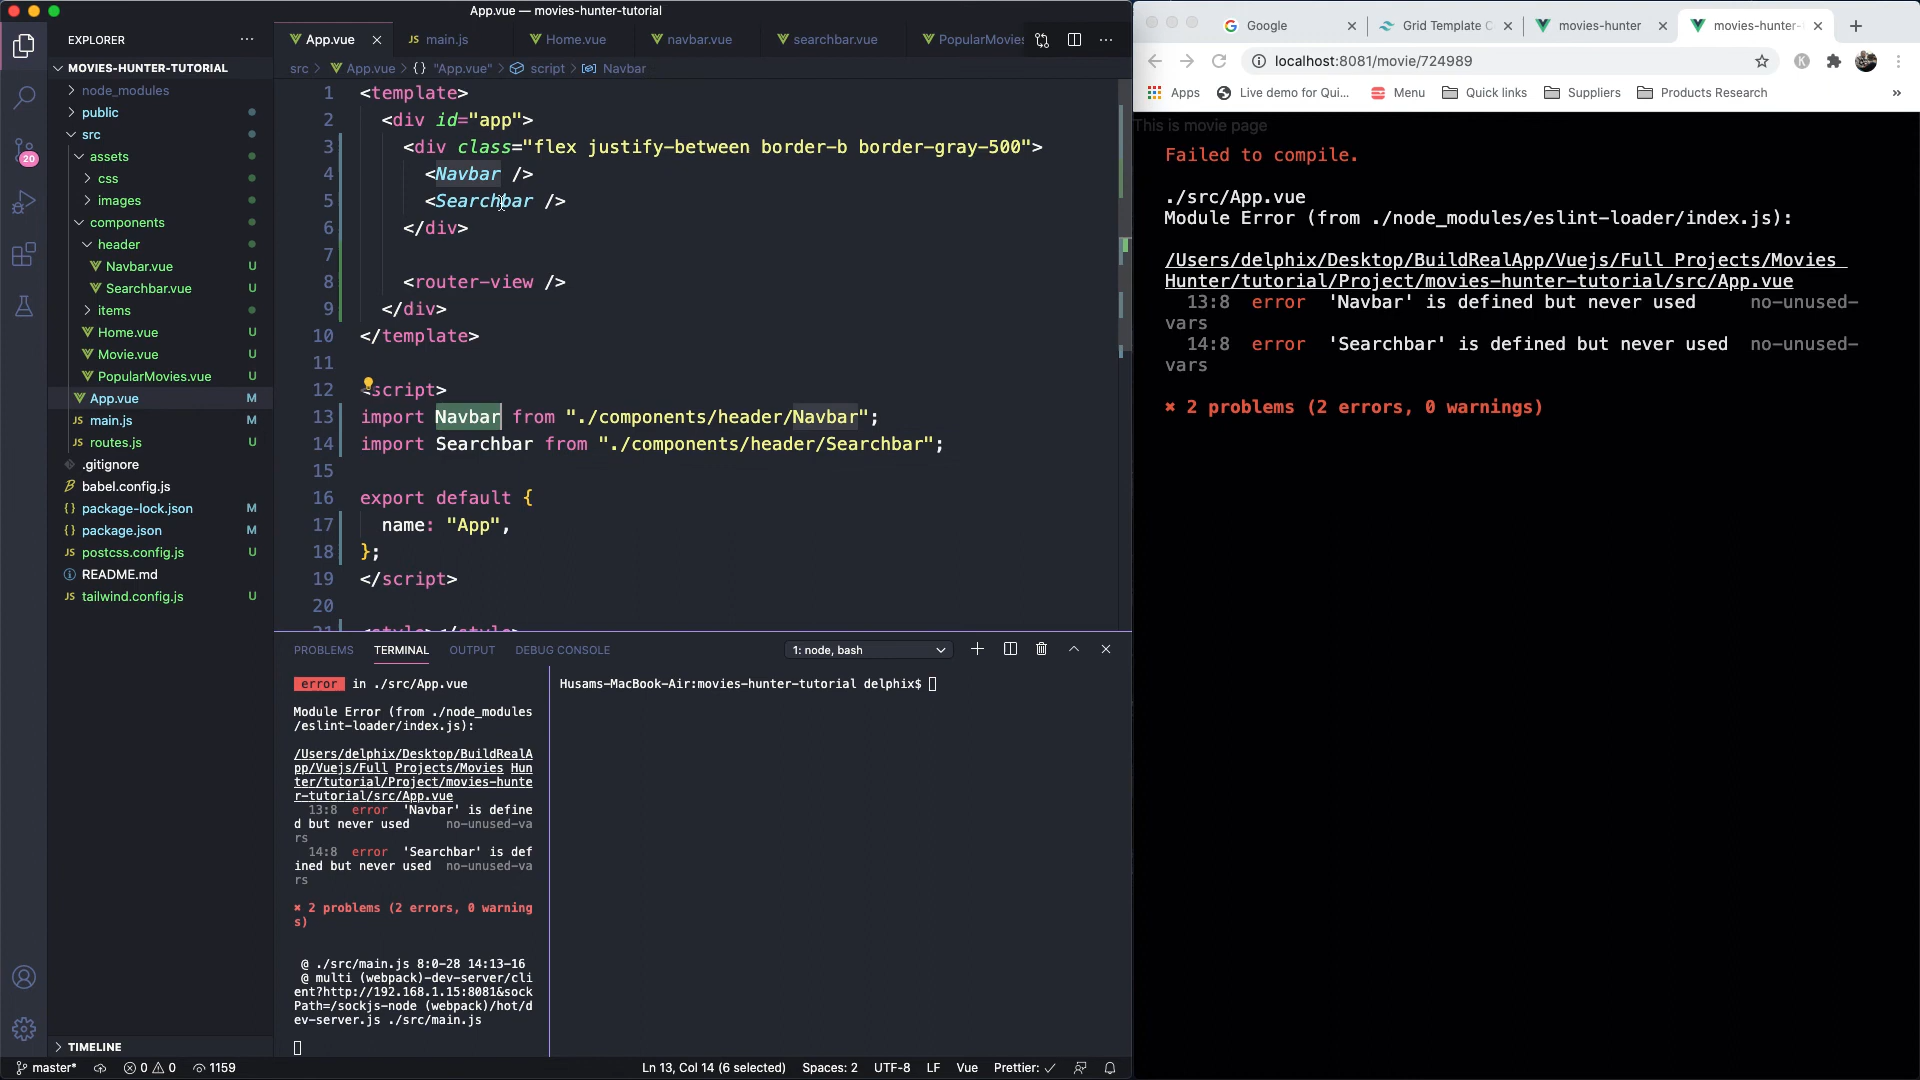 App.vue — movies-hunter-tutorial
EXPLORER
MOVIES-HUNTER-TUTORIAL
node_modules
public
src
assets
css
images
components
header
Navbar.vue U
Searchbar.vue U
items
Home.vue U
Movie.vue U
PopularMovies.vue U
App.vue M
main.js M
routes.js U
.gitignore
babel.config.js
package-lock.json M
package.json M
postcss.config.js U
README.md
tailwind.config.js U
TIMELINE
20
App.vue
main.js
Home.vue
navbar.vue
searchbar.vue
PopularMovies
src > App.vue > {} "App.vue" > script > Navbar
1 <template>
2 <div id="app">
3 <div class="flex justify-between border-b border-gray-500">
4 <Navbar />
5 <Searchbar />
6 </div>
7
8 <router-view />
9 </div>
10 </template>
11
12 <script>
13 import Navbar from "./components/header/Navbar";
14 import Searchbar from "./components/header/Searchbar";
15
16 export default {
17 name: "App",
18 };
19 </script>
20
21 <style></style>
PROBLEMS TERMINAL OUTPUT DEBUG CONSOLE 1: node, bash
error in ./src/App.vue
Module Error (from ./node_modules
/eslint-loader/index.js):
/Users/delphix/Desktop/BuildRealA
pp/Vuejs/Full Projects/Movies Hun
ter/tutorial/Project/movies-hunte
r-tutorial/src/App.vue
13:8 error 'Navbar' is define
d but never used no-unused-va
rs
14:8 error 'Searchbar' is def
ined but never used no-unused-va
rs
✖ 2 problems (2 errors, 0 warning
s)
@ ./src/main.js 8:0-28 14:13-16
@ multi (webpack)-dev-server/cli
ent?http://192.168.1.15:8081&sock
Path=/sockjs-node (webpack)/hot/d
ev-server.js ./src/main.js
Husams-MacBook-Air:movies-hunter-tutorial delphix$
master* 0 0 1159 Ln 13, Col 14 (6 selected) Spaces: 2 UTF-8 LF Vue Prettier: ✓
Google
Grid Template C
movies-hunter
movies-hunter-
localhost:8081/movie/724989
K
Apps
Live demo for Qui...
Menu
Quick links
Suppliers
Products Research
»
This is movie page
Failed to compile.
./src/App.vue
Module Error (from ./node_modules/eslint-loader/index.js):
/Users/delphix/Desktop/BuildRealApp/Vuejs/Full Projects/Movies
Hunter/tutorial/Project/movies-hunter-tutorial/src/App.vue
13:8 error 'Navbar' is defined but never used no-unused-
vars
14:8 error 'Searchbar' is defined but never used no-unused-
vars
✖ 2 problems (2 errors, 0 warnings)